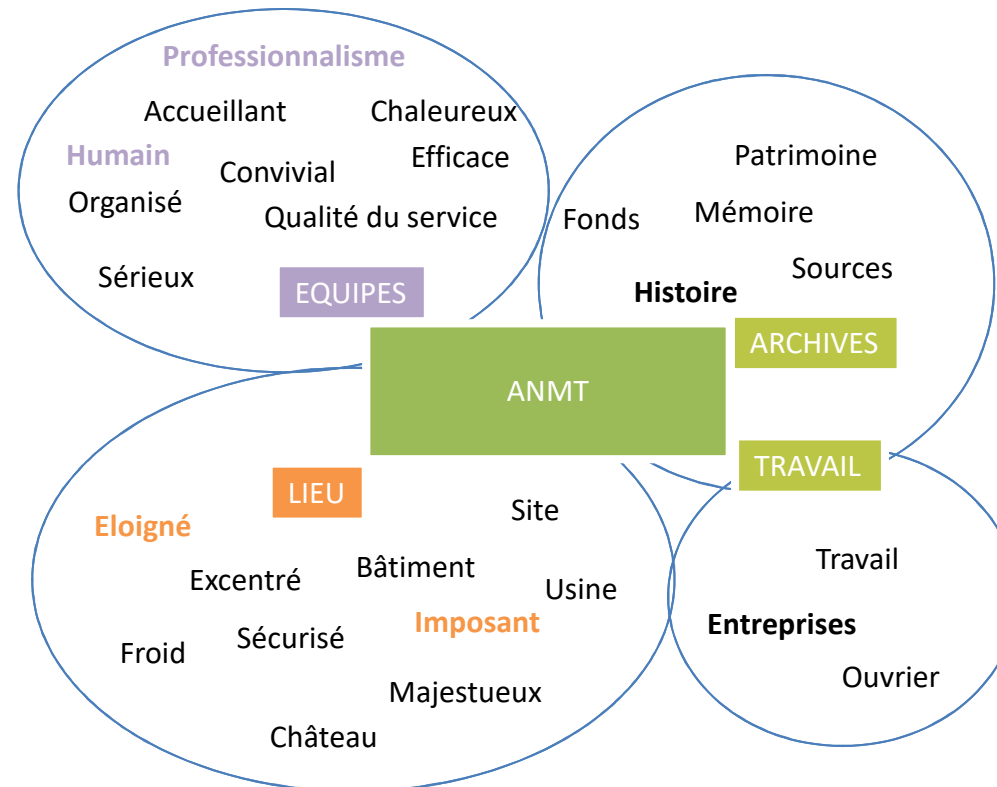 Professionnalisme
Accueillant
Chaleureux
Humain
Convivial
Efficace
Organisé
Qualité du service
Sérieux
EQUIPES
Patrimoine
Fonds
Mémoire
Sources
Histoire
ARCHIVES
ANMT
TRAVAIL
LIEU
Eloigné
Site
Excentré
Bâtiment
Usine
Froid
Sécurisé
Imposant
Majestueux
Château
Travail
Entreprises
Ouvrier